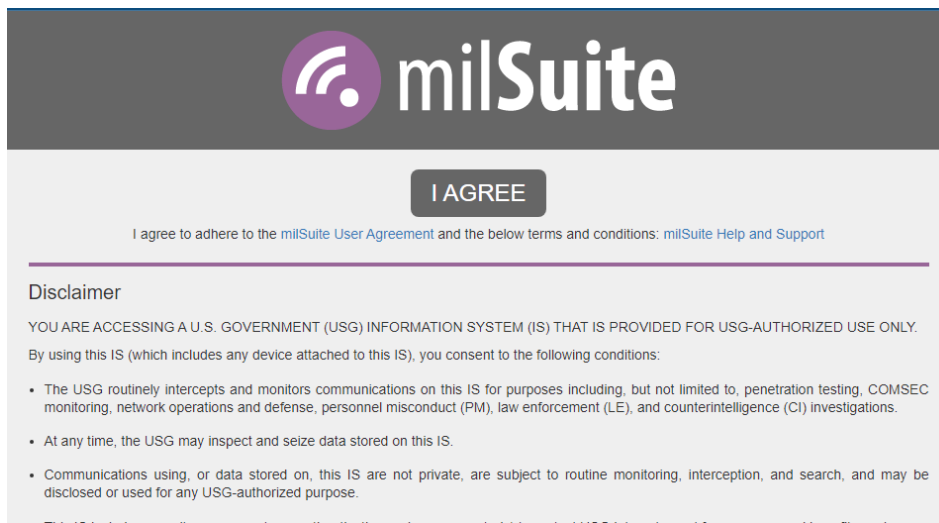 milSuite
I AGREE
I agree to adhere to the milSuite User Agreement and the below terms and conditions: milSuite Help and Support
Disclaimer
YOU ARE ACCESSING A U.S. GOVERNMENT (USG) INFORMATION SYSTEM (IS) THAT IS PROVIDED FOR USG-AUTHORIZED USE ONLY.
By using this IS (which includes any device attached to this IS), you consent to the following conditions:
• The USG routinely intercepts and monitors communications on this IS for purposes including, but not limited to, penetration testing, COMSEC
monitoring, network operations and defense, personnel misconduct (PM), law enforcement (LE), and counterintelligence (CI) investigations.
• At any time, the USG may inspect and seize data stored on this IS.
• Communications using, or data stored on, this IS are not private, are subject to routine monitoring, interception, and search, and may be
disclosed or used for any USG-authorized purpose.